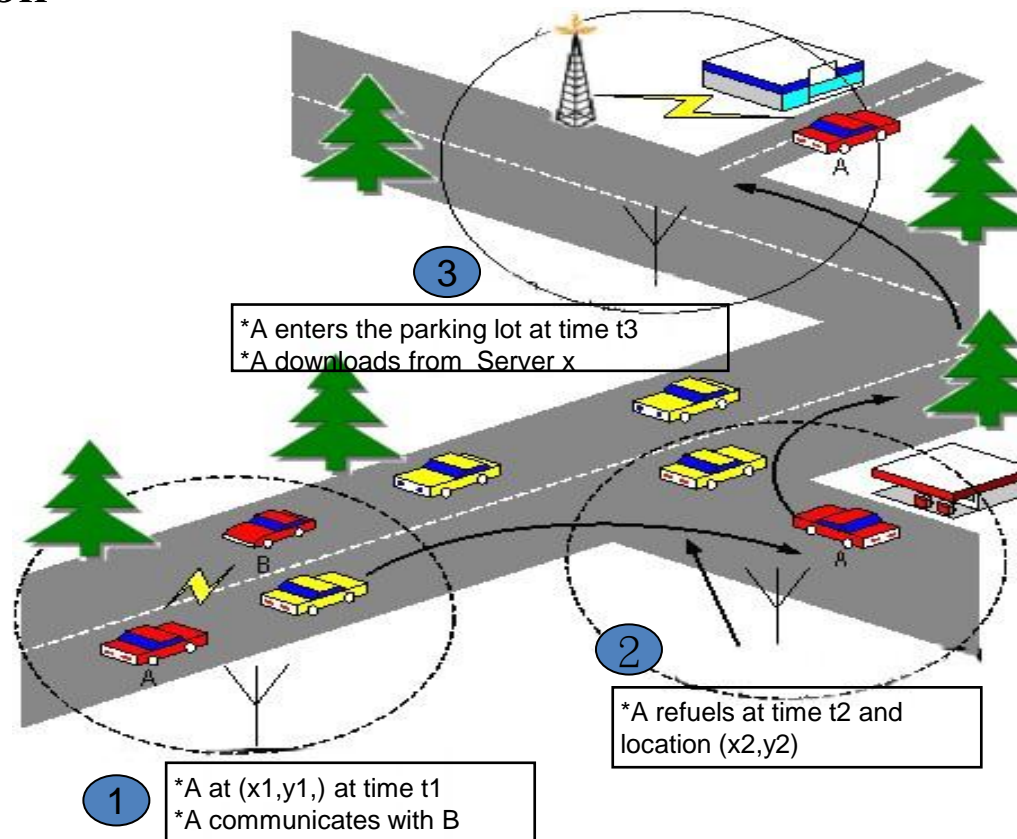 A
3
*A enters the parking lot at time t3
*A downloads from Server x
B
A
A
2
*A refuels at time t2 and
location (x2,y2)
1
*A at (x1,y1,) at time t1
*A communicates with B